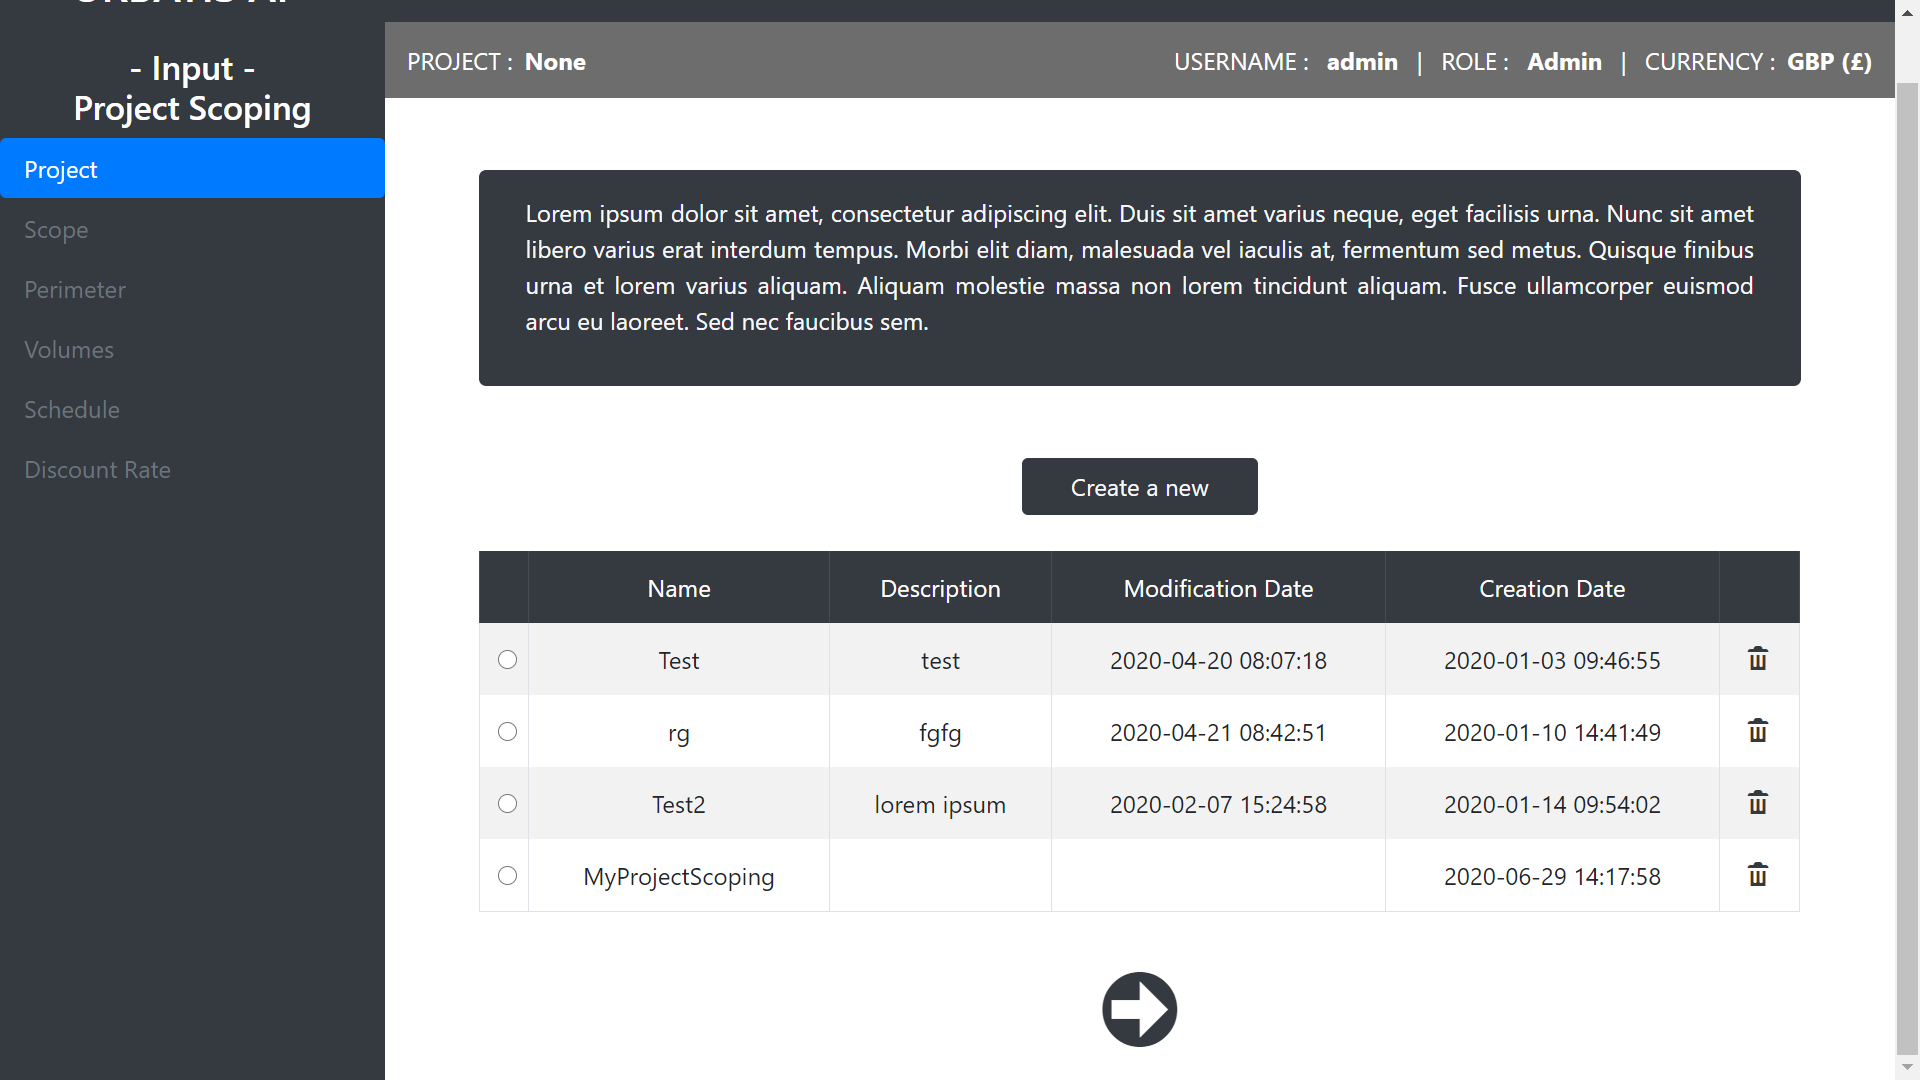 - Input -
Project Scoping
Project
Scope
Perimeter
Volumes
Schedule
Discount Rate
PROJECT : None
USERNAME : admin | ROLE : Admin | CURRENCY : GBP (£)
Lorem ipsum dolor sit amet, consectetur adipiscing elit. Duis sit amet varius neque, eget facilisis urna. Nunc sit amet
libero varius erat interdum tempus. Morbi elit diam, malesuada vel iaculis at, fermentum sed metus. Quisque finibus
urna et lorem varius aliquam. Aliquam molestie massa non lorem tincidunt aliquam. Fusce ullamcorper euismod
arcu eu laoreet. Sed nec faucibus sem.
Create a new
Name Description Modification Date Creation Date
Test test 2020-04-20 08:07:18 2020-01-03 09:46:55
rg fgfg 2020-04-21 08:42:51 2020-01-10 14:41:49
Test2 lorem ipsum 2020-02-07 15:24:58 2020-01-14 09:54:02
MyProjectScoping 2020-06-29 14:17:58